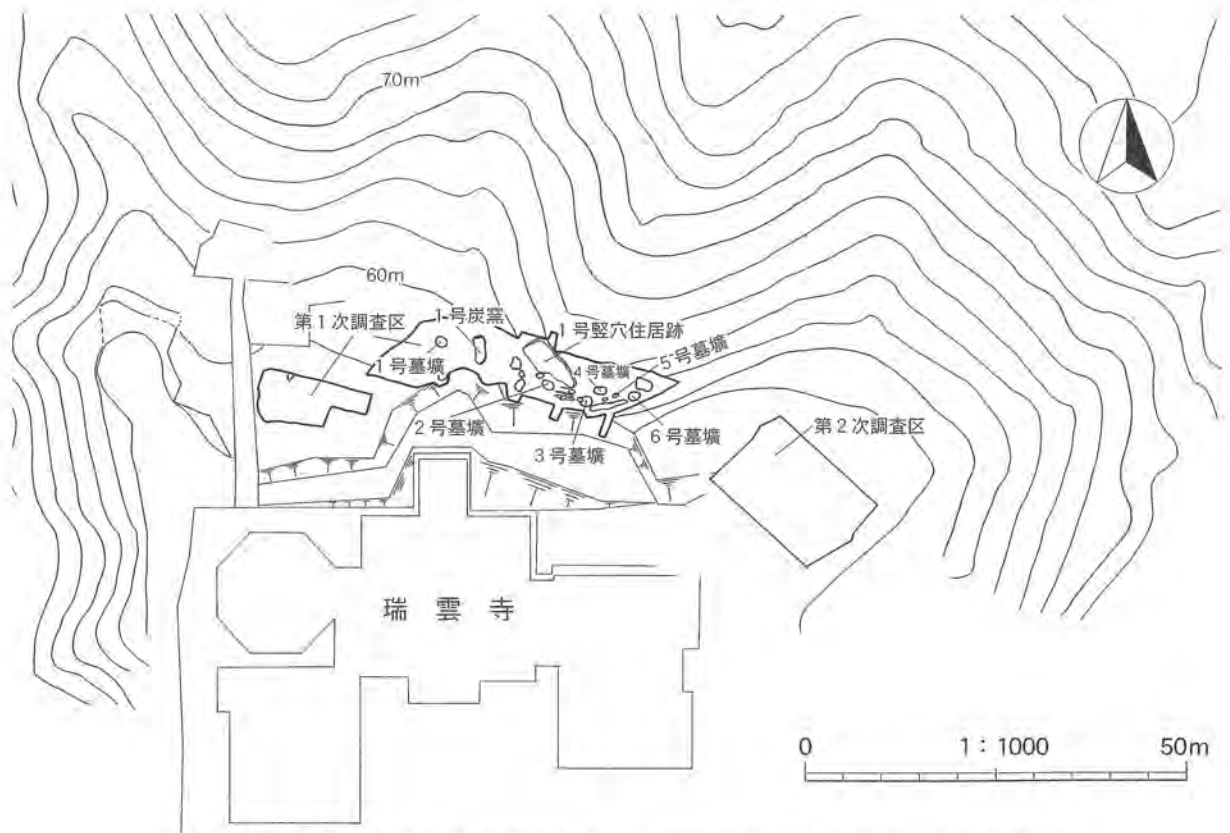 70m
60m
第1次調査区
1号炭窯
1号竪穴住居跡
1号墓壙
4号墓壙
5号墓壙
2号墓壙
3号墓壙
6号墓壙
第2次調査区
瑞雲寺
0 1:1000 50m